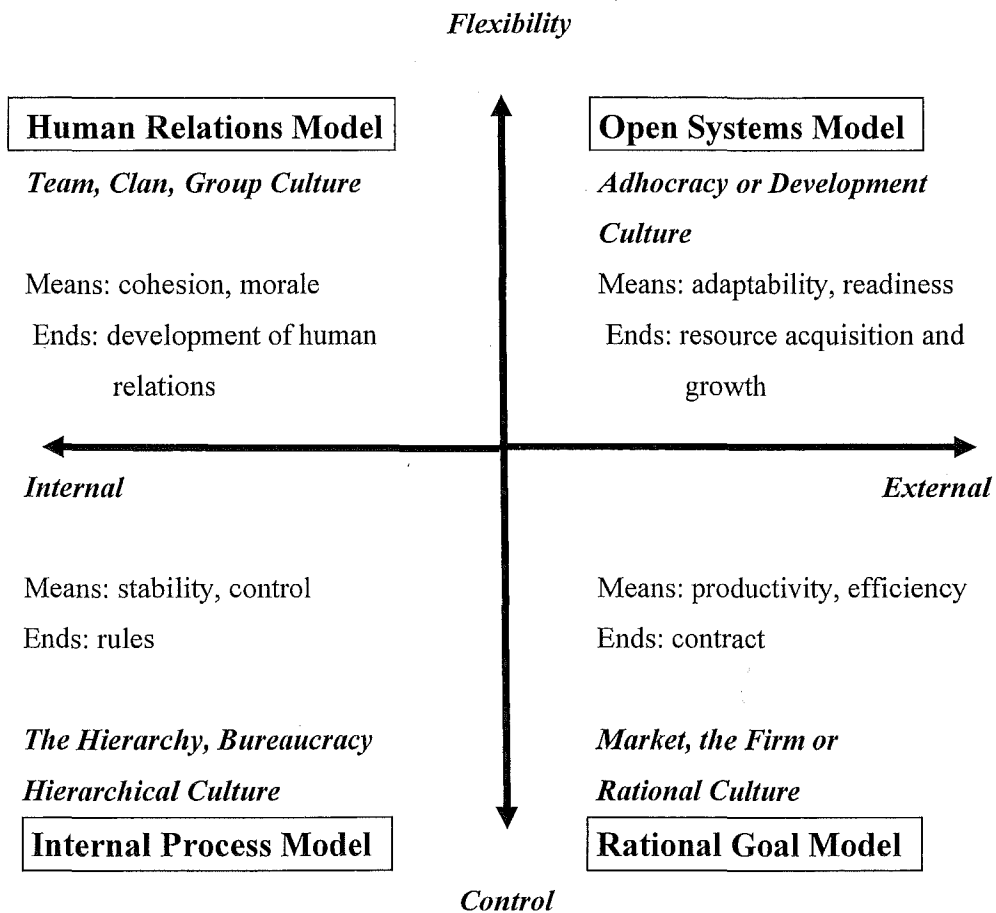 Flexibility
Human Relations Model
Team, Clan, Group Culture
Means: cohesion, morale
Ends: development of human
relations
Open Systems Model
Adhocracy or Development
Culture
Means: adaptability, readiness
Ends: resource acquisition and
growth
Internal
External
Means: stability, control
Ends: rules
The Hierarchy, Bureaucracy
Hierarchical Culture
Internal Process Model
Means: productivity, efficiency
Ends: contract
Market, the Firm or
Rational Culture
Rational Goal Model
Control